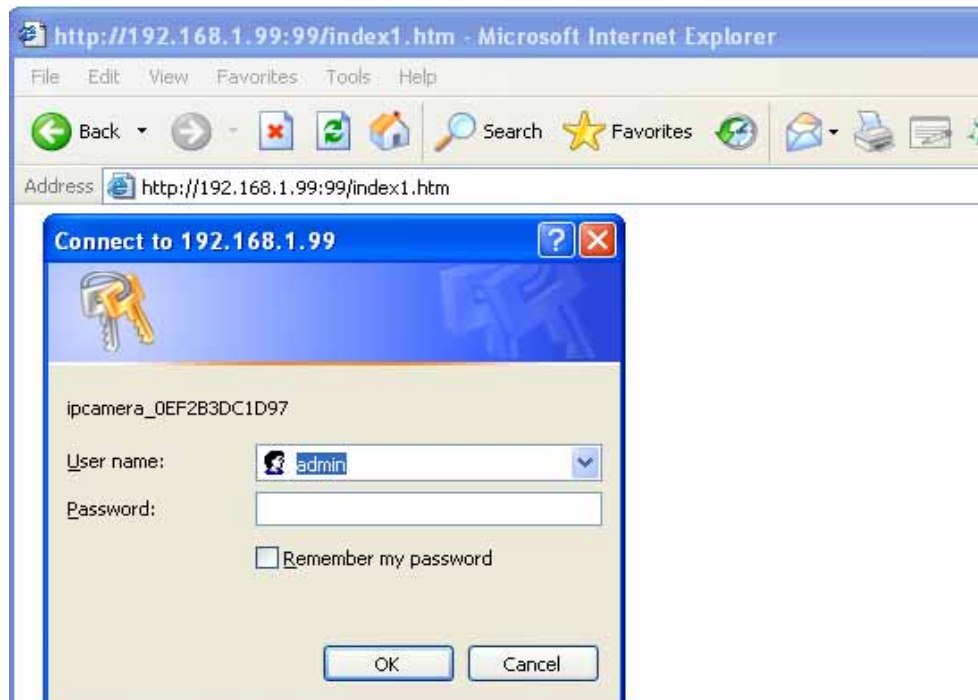 http://192.168.1.99:99/index1.htm - Microsoft Internet Explorer
File Edit View Favorites Tools Help
Back Search Favorites
Address http://192.168.1.99:99/index1.htm
Connect to 192.168.1.99
ipcamera_0EF2B3DC1D97
User name: admin
Password:
Remember my password
OK Cancel